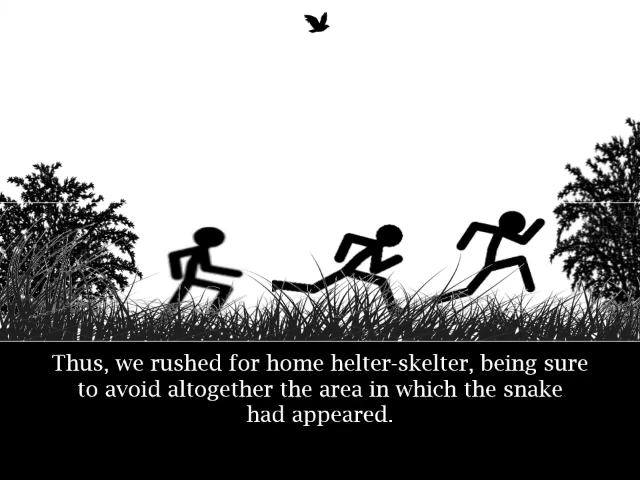 Thus, we rushed for home helter-skelter, being sure
to avoid altogether the area in which the snake
had appeared.